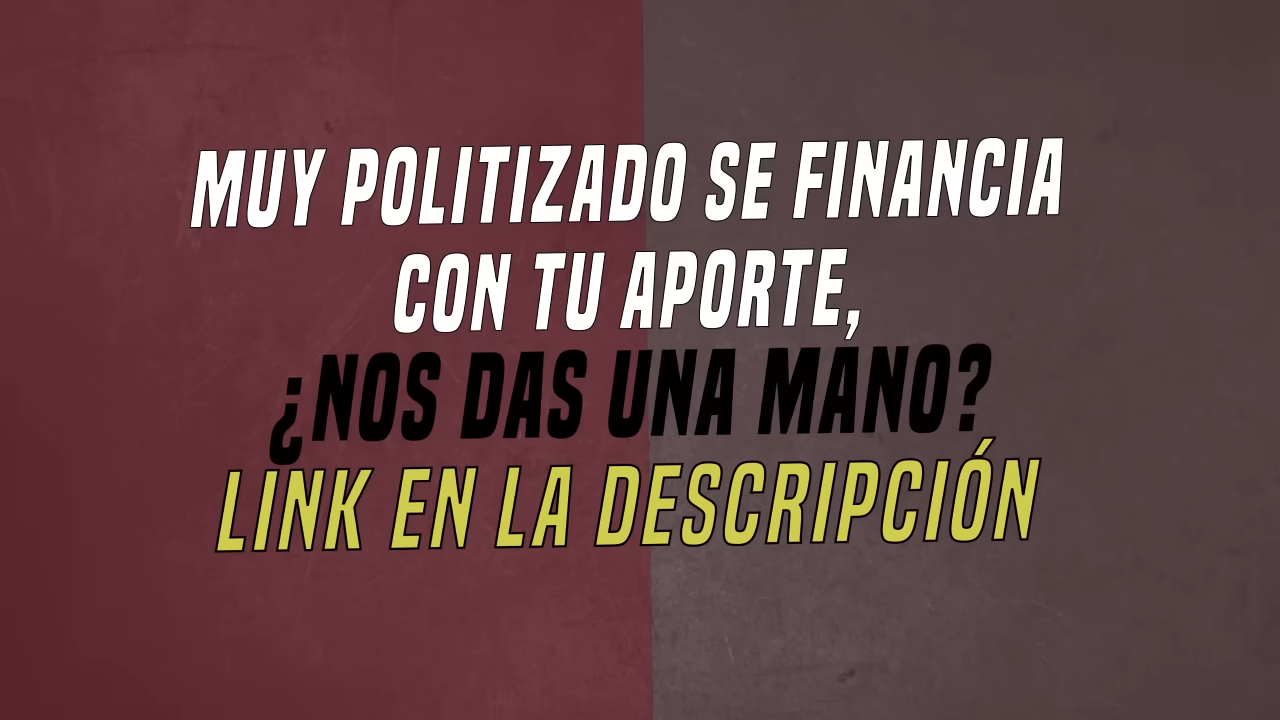 MUY POLITIZADO SE FINANCIA
CON TU APORTE,
¿NOS DAS UNA MANO?
LINK EN LA DESCRIPCIÓN